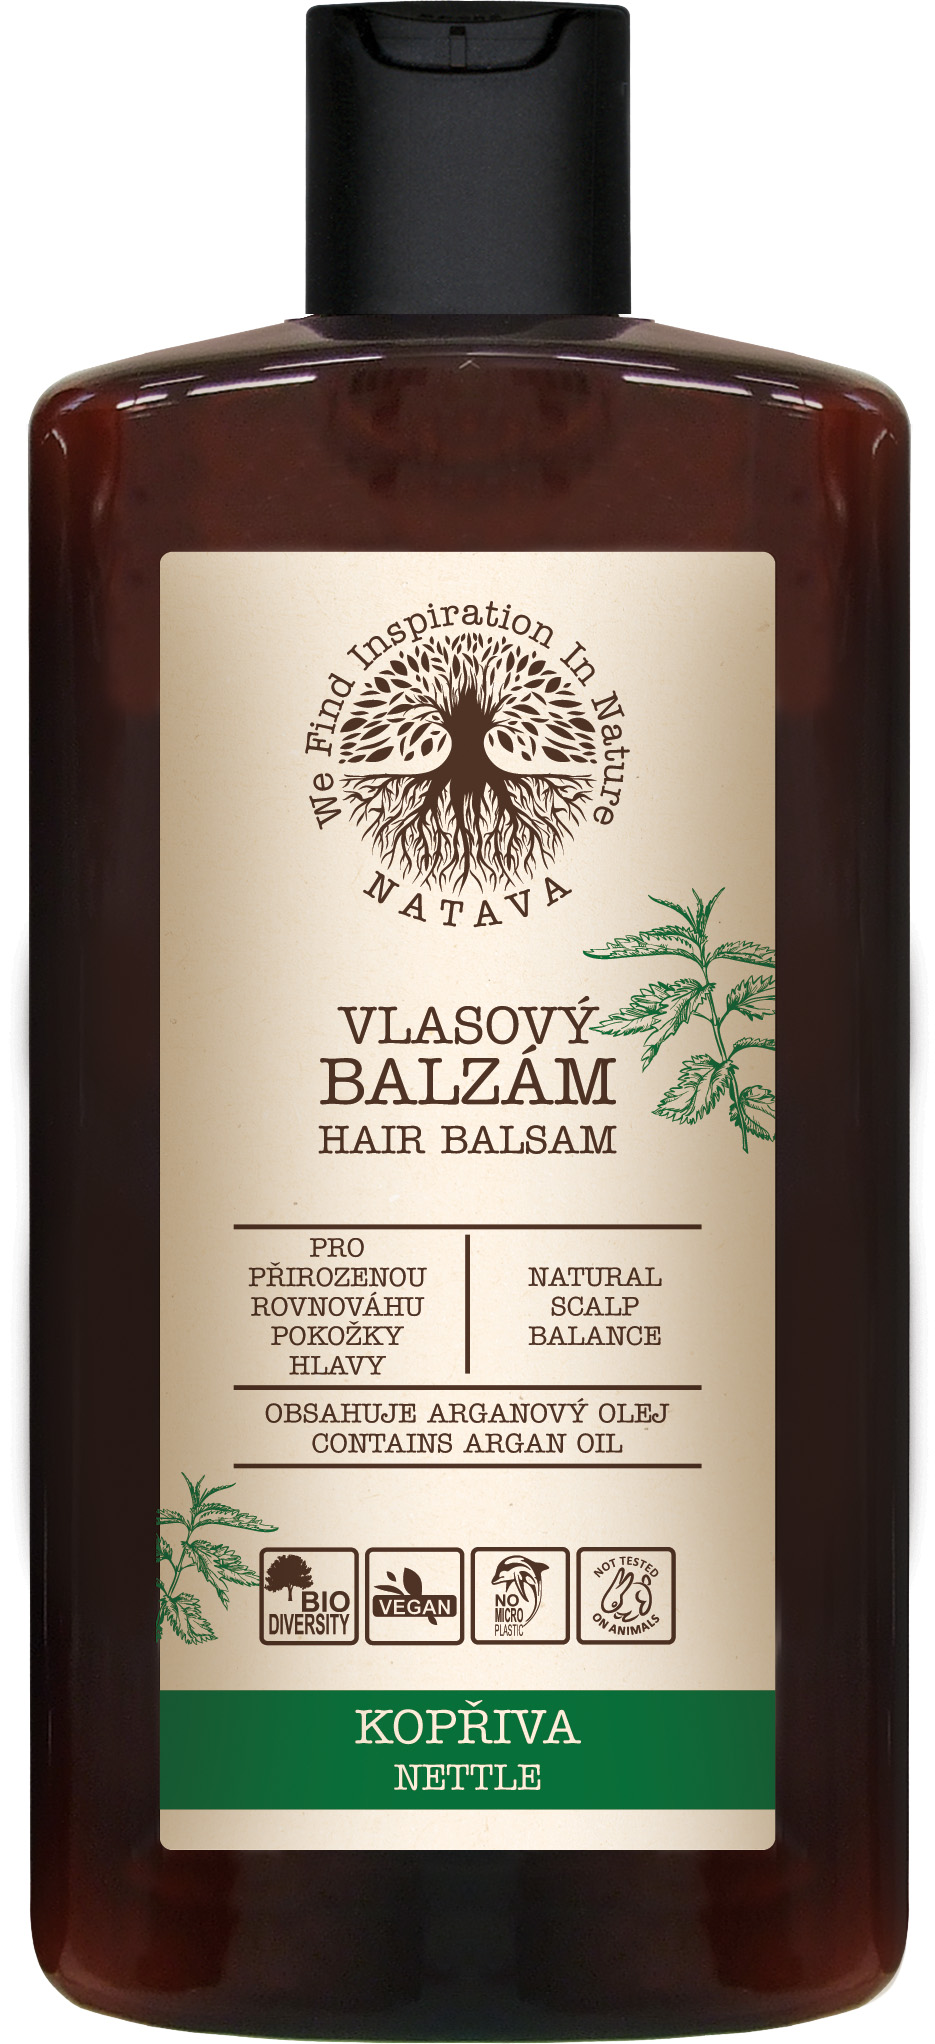 We Find Inspiration In Nature
NATAVA
VLASOVÝ
BALZÁM
HAIR BALSAM
PRO
PŘIROZENOU
ROVNOVÁHU
POKOŽKY
HLAVY
NATURAL
SCALP
BALANCE
OBSAHUJE ARGANOVÝ OLEJ
CONTAINS ARGAN OIL
BIO
DIVERSITY
VEGAN
NO
MICRO
PLASTIC
NOT TESTED
ON ANIMALS
KOPŘIVA
NETTLE